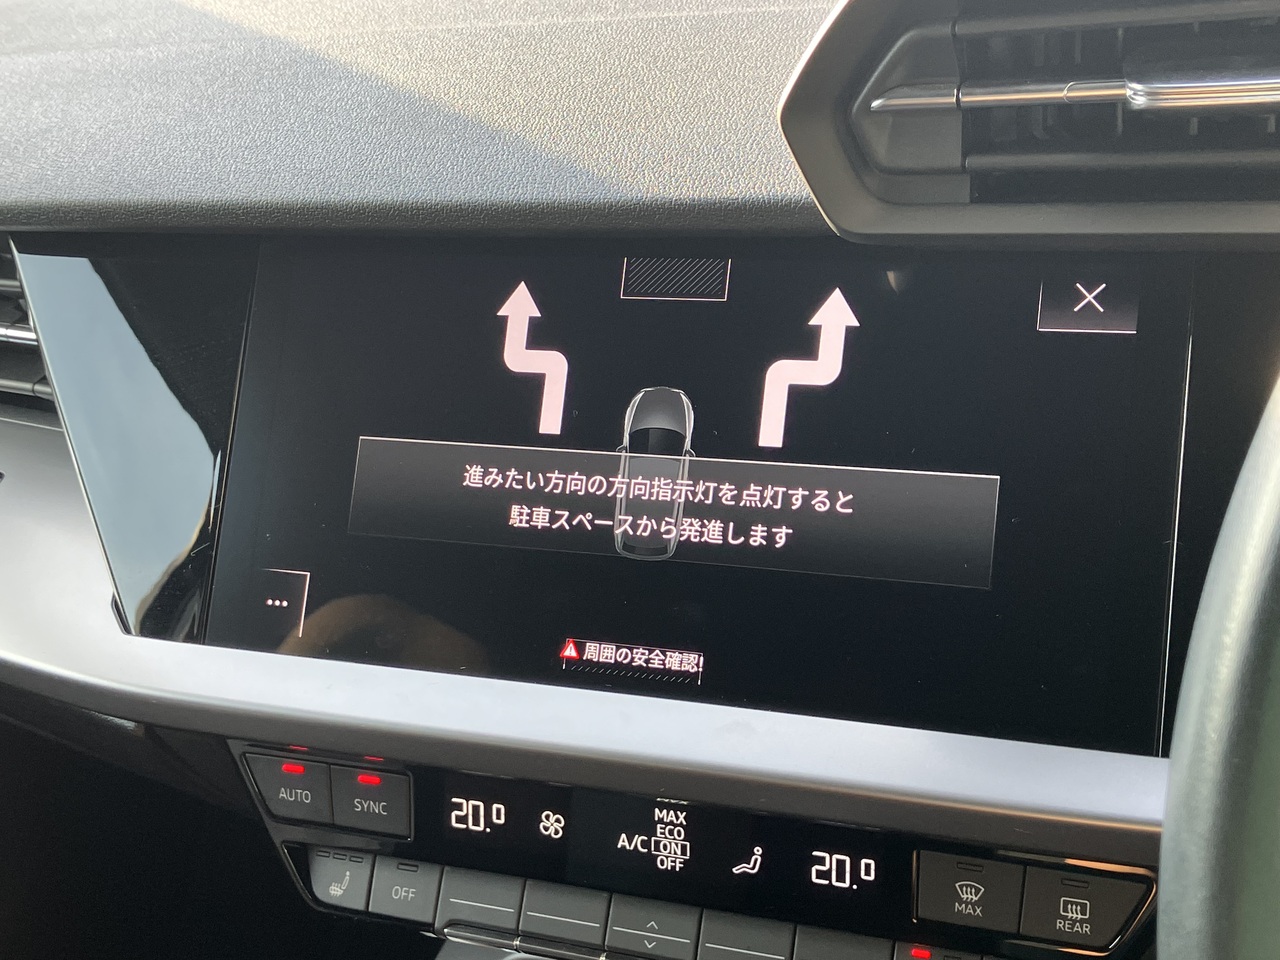 進みたい方向の方向指示灯を点灯すると
駐車スペースから発進します
...
周囲の安全確認!
AUTO
SYNC
20.0
MAX
ECO
A/C ON
OFF
20.0
OFF
MAX
REAR